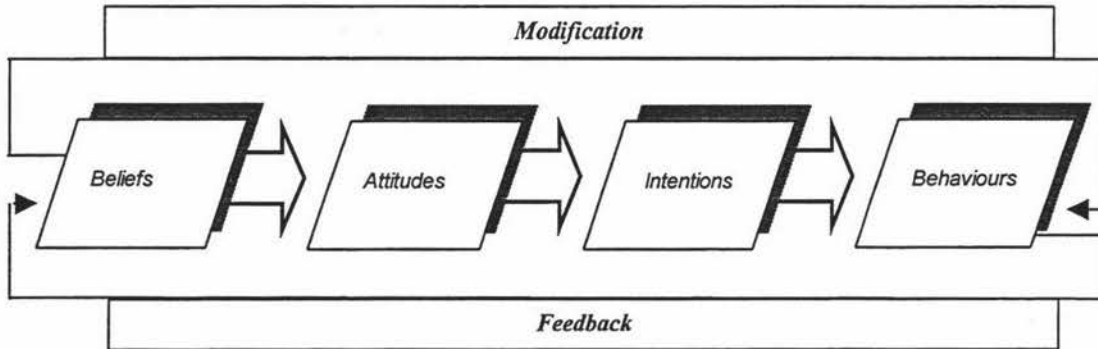 Modification
Beliefs
Attitudes
Intentions
Behaviours
Feedback